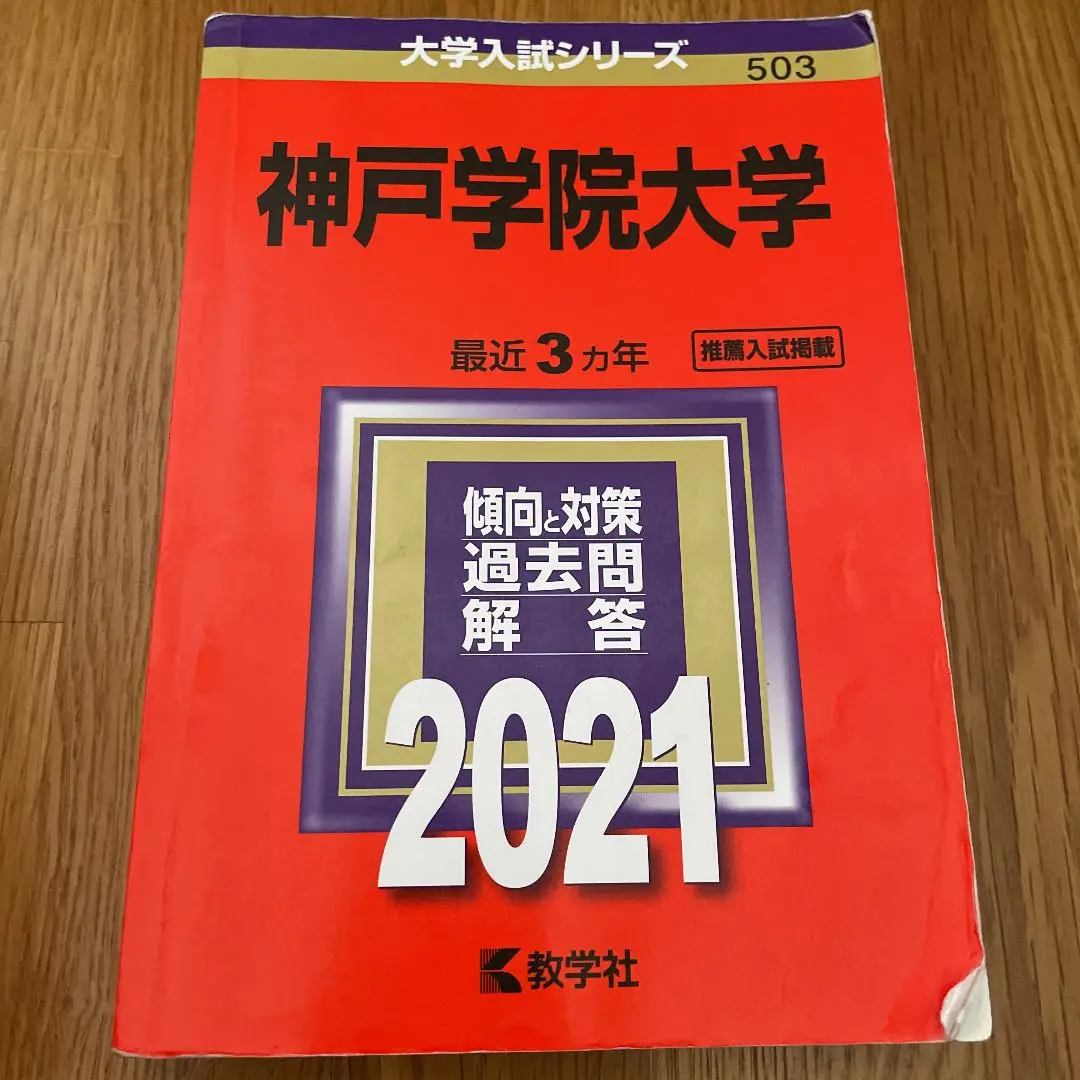 大学入試シリーズ
503
神戸学院大学
最近3カ年
推薦入試掲載
傾向と対策
過去問
解答
2021
教学社